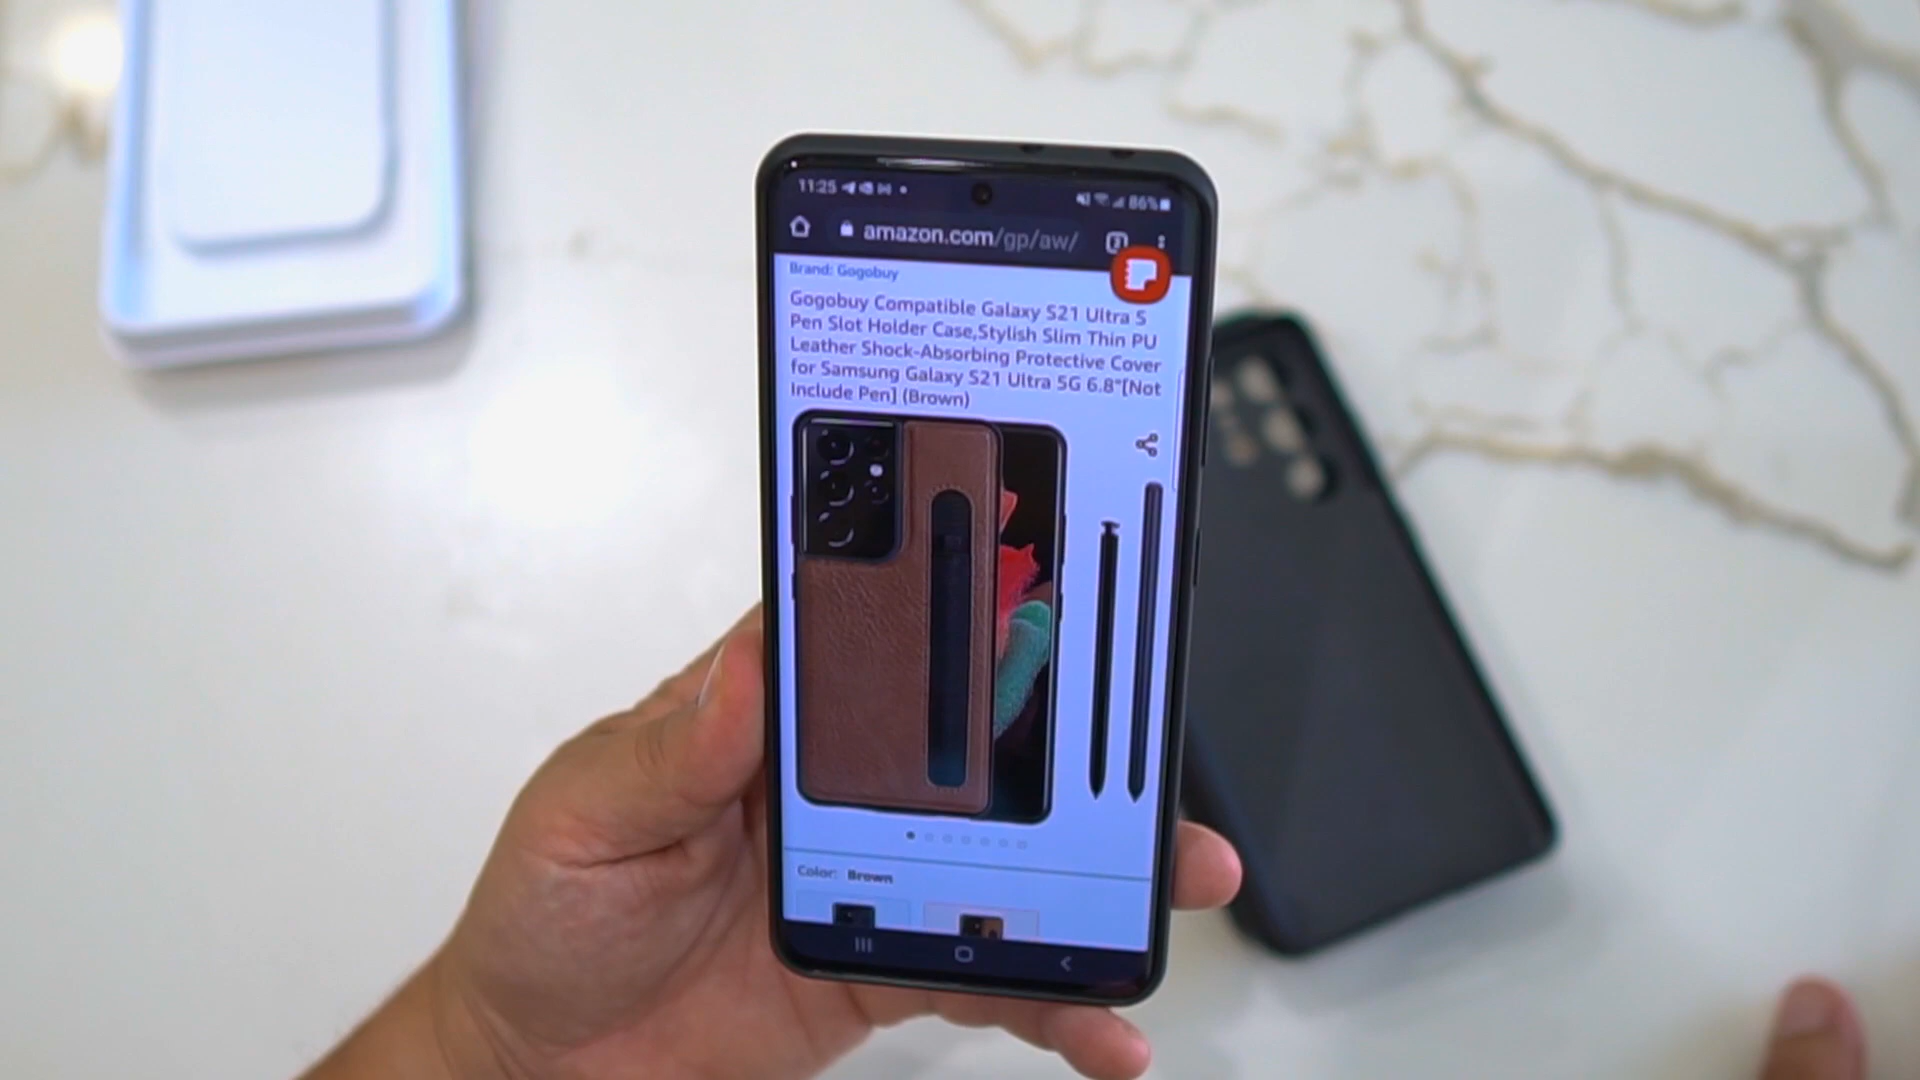 11:25
86%
amazon.com/gp/aw/
Brand: Gogobuy
Gogobuy Compatible Galaxy S21 Ultra S
Pen Slot Holder Case,Stylish Slim Thin PU
Leather Shock-Absorbing Protective Cover
for Samsung Galaxy S21 Ultra 5G 6.8"[Not
Include Pen] (Brown)
Color: Brown